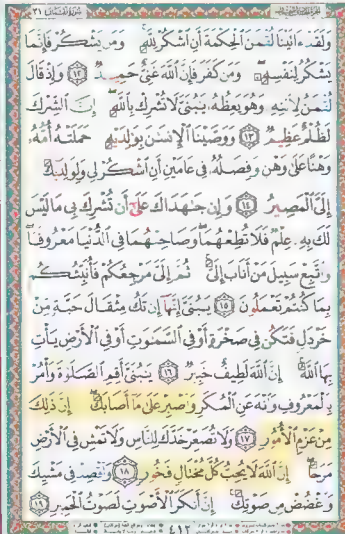 الجزء الحادي والعشرون سورة لقمان ٣١
وَلَقَدْ ءَاتَيْنَا لُقْمَٰنَ ٱلْحِكْمَةَ أَنِ ٱشْكُرْ لِلَّهِ وَمَن يَشْكُرْ فَإِنَّمَا
يَشْكُرُ لِنَفْسِهِۦ وَمَن كَفَرَ فَإِنَّ ٱللَّهَ غَنِىٌّ حَمِيدٌ ١٢ وَإِذْ قَالَ
لُقْمَٰنُ لِٱبْنِهِۦ وَهُوَ يَعِظُهُۥ يَٰبُنَىَّ لَا تُشْرِكْ بِٱللَّهِ إِنَّ ٱلشِّرْكَ
لَظُلْمٌ عَظِيمٌ ١٣ وَوَصَّيْنَا ٱلْإِنسَٰنَ بِوَٰلِدَيْهِ حَمَلَتْهُ أُمُّهُۥ
وَهْنًا عَلَىٰ وَهْنٍ وَفِصَٰلُهُۥ فِى عَامَيْنِ أَنِ ٱشْكُرْ لِى وَلِوَٰلِدَيْكَ
إِلَىَّ ٱلْمَصِيرُ ١٤ وَإِن جَٰهَدَاكَ عَلَىٰٓ أَن تُشْرِكَ بِى مَا لَيْسَ
لَكَ بِهِۦ عِلْمٌ فَلَا تُطِعْهُمَا وَصَاحِبْهُمَا فِى ٱلدُّنْيَا مَعْرُوفًا
وَٱتَّبِعْ سَبِيلَ مَنْ أَنَابَ إِلَىَّ ثُمَّ إِلَىَّ مَرْجِعُكُمْ فَأُنَبِّئُكُم
بِمَا كُنتُمْ تَعْمَلُونَ ١٥ يَٰبُنَىَّ إِنَّهَآ إِن تَكُ مِثْقَالَ حَبَّةٍ مِّنْ
خَرْدَلٍ فَتَكُن فِى صَخْرَةٍ أَوْ فِى ٱلسَّمَٰوَٰتِ أَوْ فِى ٱلْأَرْضِ يَأْتِ
بِهَا ٱللَّهُ إِنَّ ٱللَّهَ لَطِيفٌ خَبِيرٌ ١٦ يَٰبُنَىَّ أَقِمِ ٱلصَّلَوٰةَ وَأْمُرْ
بِٱلْمَعْرُوفِ وَٱنْهَ عَنِ ٱلْمُنكَرِ وَٱصْبِرْ عَلَىٰ مَآ أَصَابَكَ إِنَّ ذَٰلِكَ
مِنْ عَزْمِ ٱلْأُمُورِ ١٧ وَلَا تُصَعِّرْ خَدَّكَ لِلنَّاسِ وَلَا تَمْشِ فِى ٱلْأَرْضِ
مَرَحًا إِنَّ ٱللَّهَ لَا يُحِبُّ كُلَّ مُخْتَالٍ فَخُورٍ ١٨ وَٱقْصِدْ فِى مَشْيِكَ
وَٱغْضُضْ مِن صَوْتِكَ إِنَّ أَنكَرَ ٱلْأَصْوَٰتِ لَصَوْتُ ٱلْحَمِيرِ ١٩
٤١٢